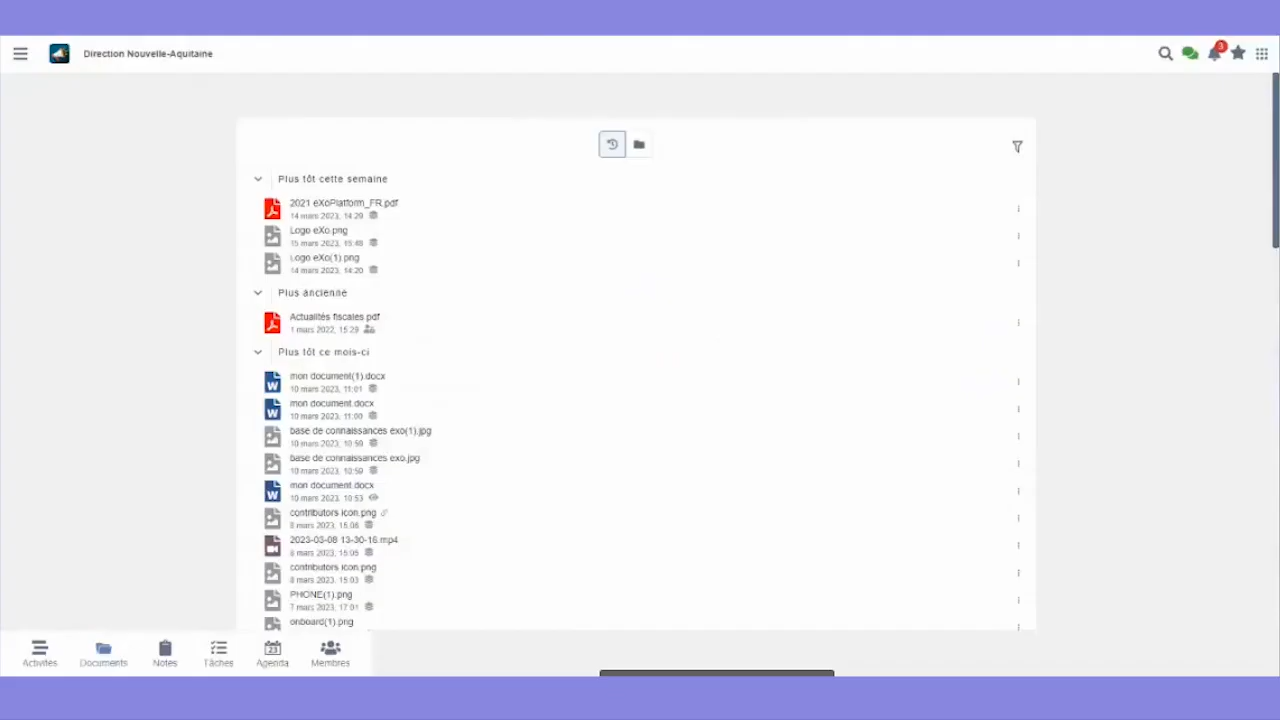 Direction Nouvelle-Aquitaine
3
Plus tôt cette semaine
2021 eXoPlatform_FR.pdf
14 mars 2023, 14:29
Logo eXo.png
15 mars 2023, 15:48
Logo eXo(1).png
14 mars 2023, 14:20
Plus ancienne
Actualités fiscales pdf
1 mars 2022, 15:29
Plus tôt ce mois-ci
mon document(1).docx
10 mars 2023, 11:01
mon document.docx
10 mars 2023, 11:00
base de connaissances exo(1).jpg
10 mars 2023, 10:59
base de connaissances exo.jpg
10 mars 2023, 10:59
mon document.docx
10 mars 2023, 10:53
contributors icon.png
8 mars 2023, 15:06
2023-03-08 13-30-16.mp4
8 mars 2023, 15:05
contributors icon.png
8 mars 2023, 15:03
PHONE(1).png
7 mars 2023, 17:01
onboard(1).png
Activités Documents Notes Tâches 23 Agenda Membres